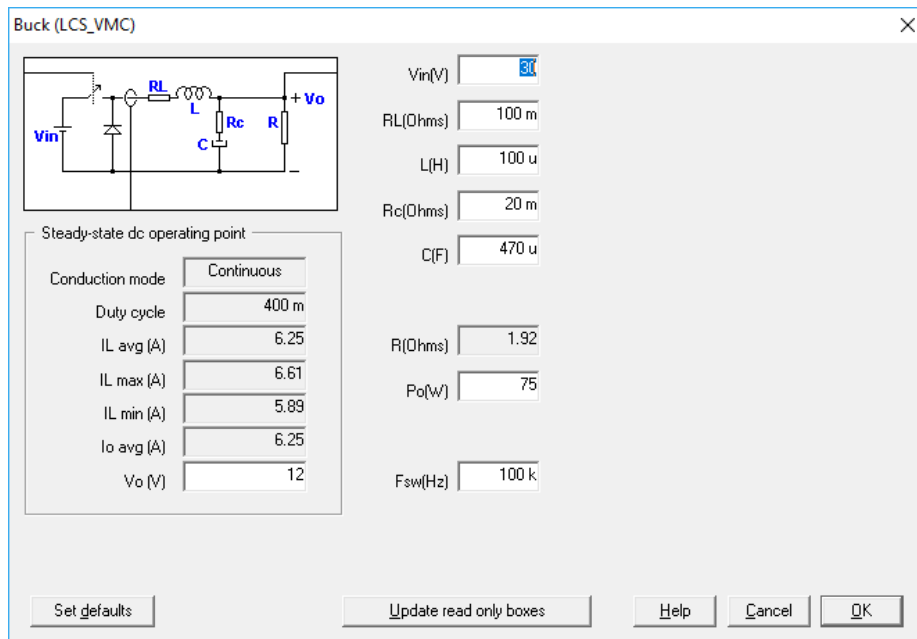 Buck (LCS_VMC)
RL
L
+ Vo
Vin
Rc
R
C
Vin(V) 30
RL(Ohms) 100 m
L(H) 100 u
Rc(Ohms) 20 m
C(F) 470 u
R(Ohms) 1.92
Po(W) 75
Fsw(Hz) 100 k
Steady-state dc operating point
Conduction mode Continuous
Duty cycle 400 m
IL avg (A) 6.25
IL max (A) 6.61
IL min (A) 5.89
Io avg (A) 6.25
Vo (V) 12
Set defaults
Update read only boxes
Help
Cancel
OK